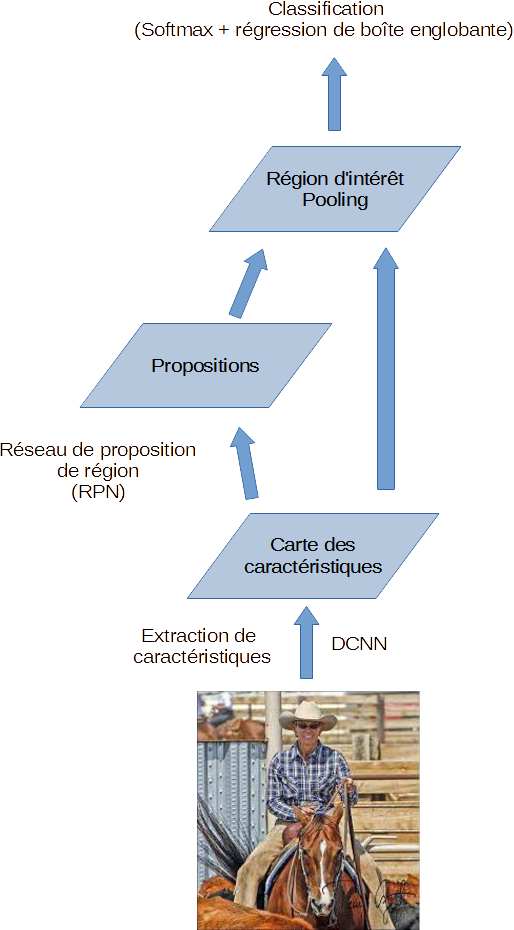 Classification
(Softmax + régression de boîte englobante)
Région d'intérêt
Pooling
Propositions
Réseau de proposition
de région
(RPN)
Carte des
caractéristiques
Extraction de
caractéristiques
DCNN